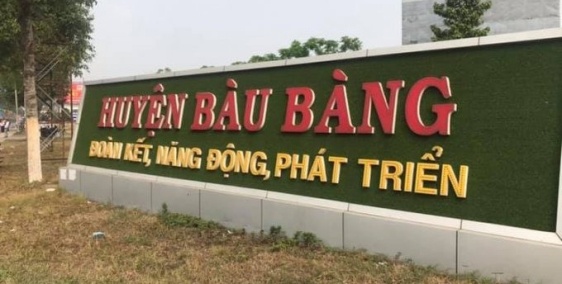 HUYỆN BÀU BÀNG
ĐOÀN KẾT, NĂNG ĐỘNG, PHÁT TRIỂN